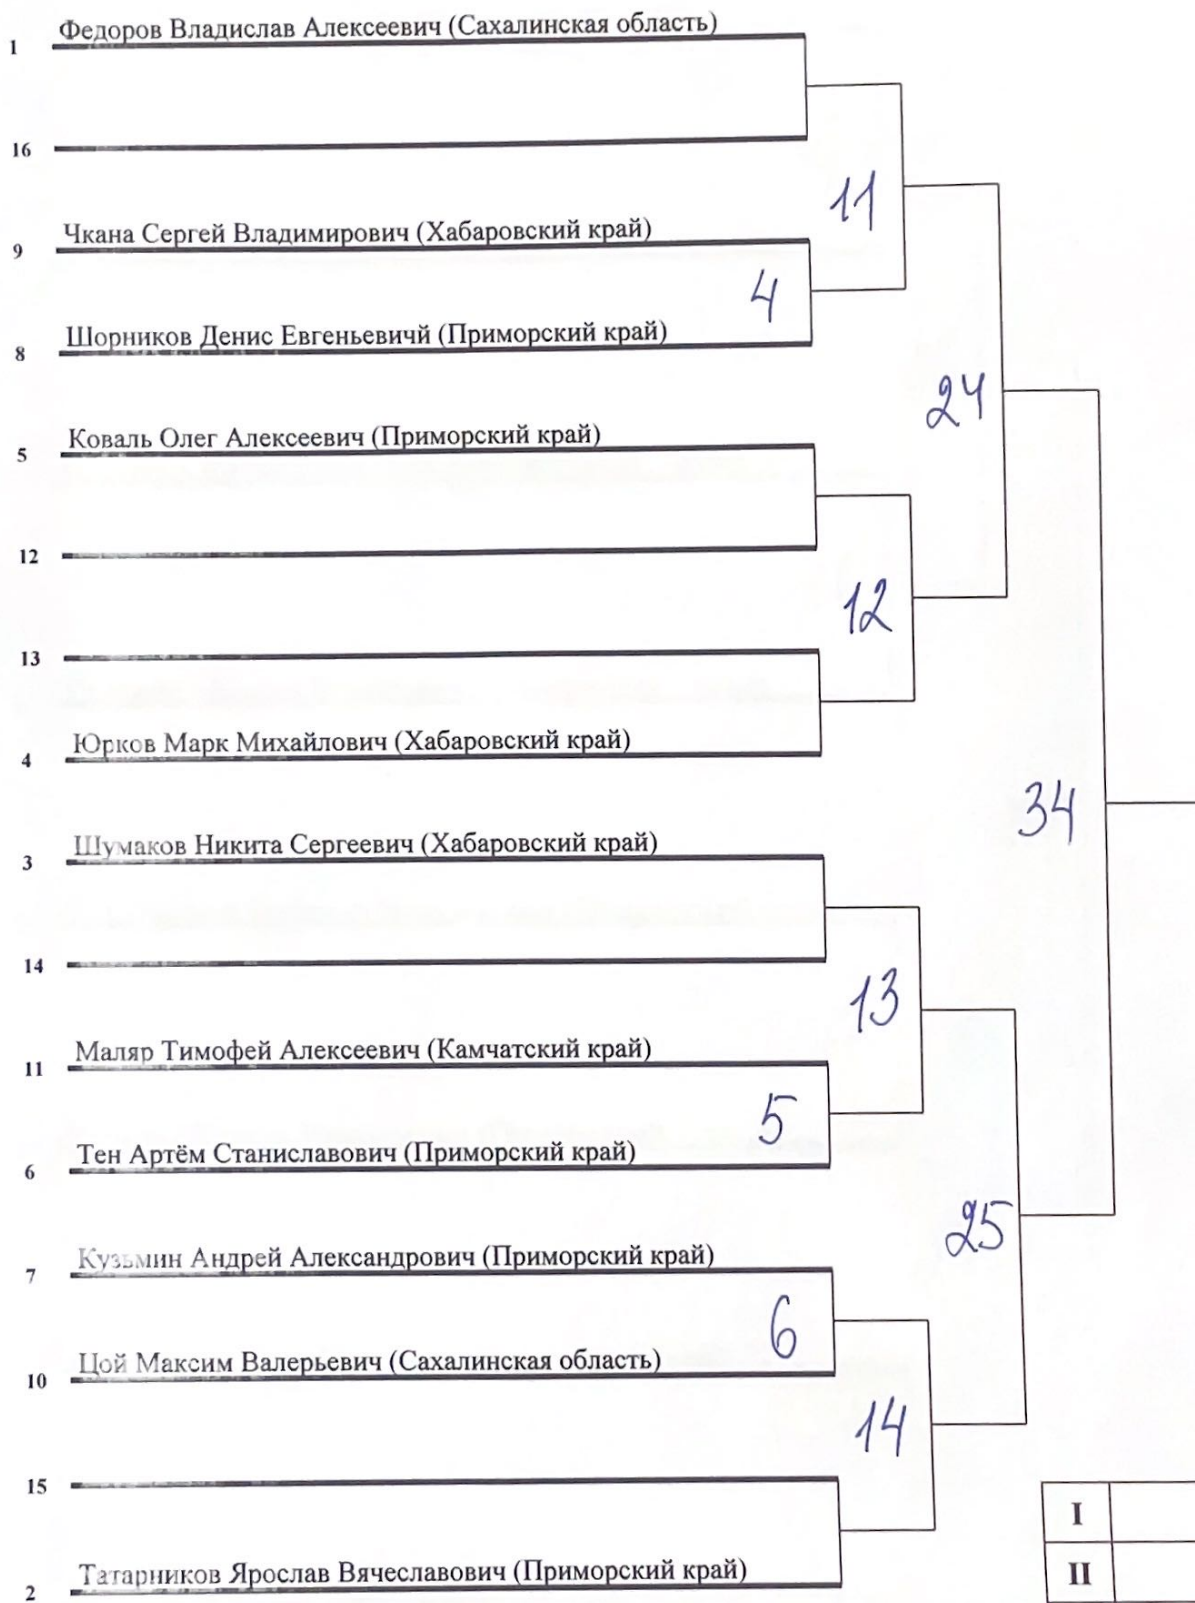 1 Федоров Владислав Алексеевич (Сахалинская область)
16
11
9 Чкана Сергей Владимирович (Хабаровский край)
4
8 Шорников Денис Евгеньевичй (Приморский край)
24
5 Коваль Олег Алексеевич (Приморский край)
12
12
13
4 Юрков Марк Михайлович (Хабаровский край)
34
3 Шумаков Никита Сергеевич (Хабаровский край)
14
13
11 Маляр Тимофей Алексеевич (Камчатский край)
5
6 Тен Артём Станиславович (Приморский край)
25
7 Кузьмин Андрей Александрович (Приморский край)
6
10 Цой Максим Валерьевич (Сахалинская область)
14
15
I
2 Татарников Ярослав Вячеславович (Приморский край)
II